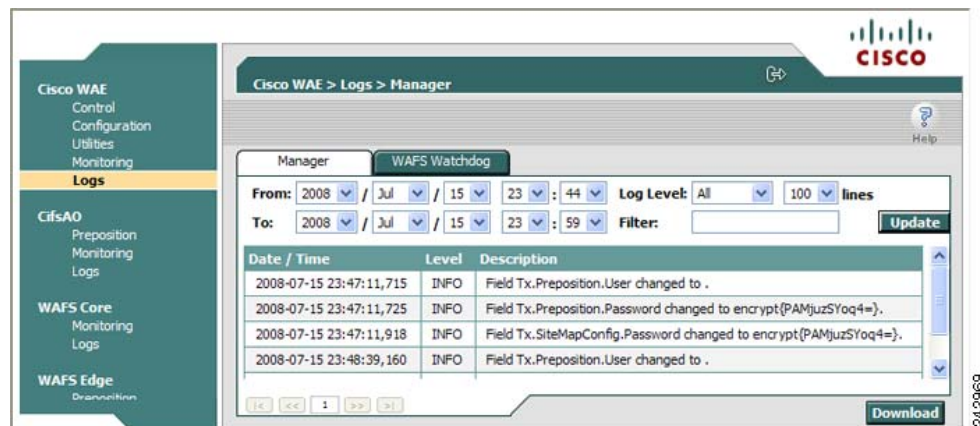 CISCO
Cisco WAE
Control
Configuration
Utilities
Monitoring
Logs
CifsAO
Preposition
Monitoring
Logs
WAFS Core
Monitoring
Logs
WAFS Edge
Preposition
Cisco WAE > Logs > Manager
Help
Manager WAFS Watchdog
From: 2008 / Jul / 15 23 : 44 Log Level: All 100 lines
To: 2008 / Jul / 15 23 : 59 Filter: Update
Date / Time Level Description
2008-07-15 23:47:11,715 INFO Field Tx.Preposition.User changed to .
2008-07-15 23:47:11,725 INFO Field Tx.Preposition.Password changed to encrypt{PAMjuzSYoq4=}.
2008-07-15 23:47:11,918 INFO Field Tx.SiteMapConfig.Password changed to encrypt{PAMjuzSYoq4=}.
2008-07-15 23:48:39,160 INFO Field Tx.Preposition.User changed to .
|< << 1 >> >|
Download
243969